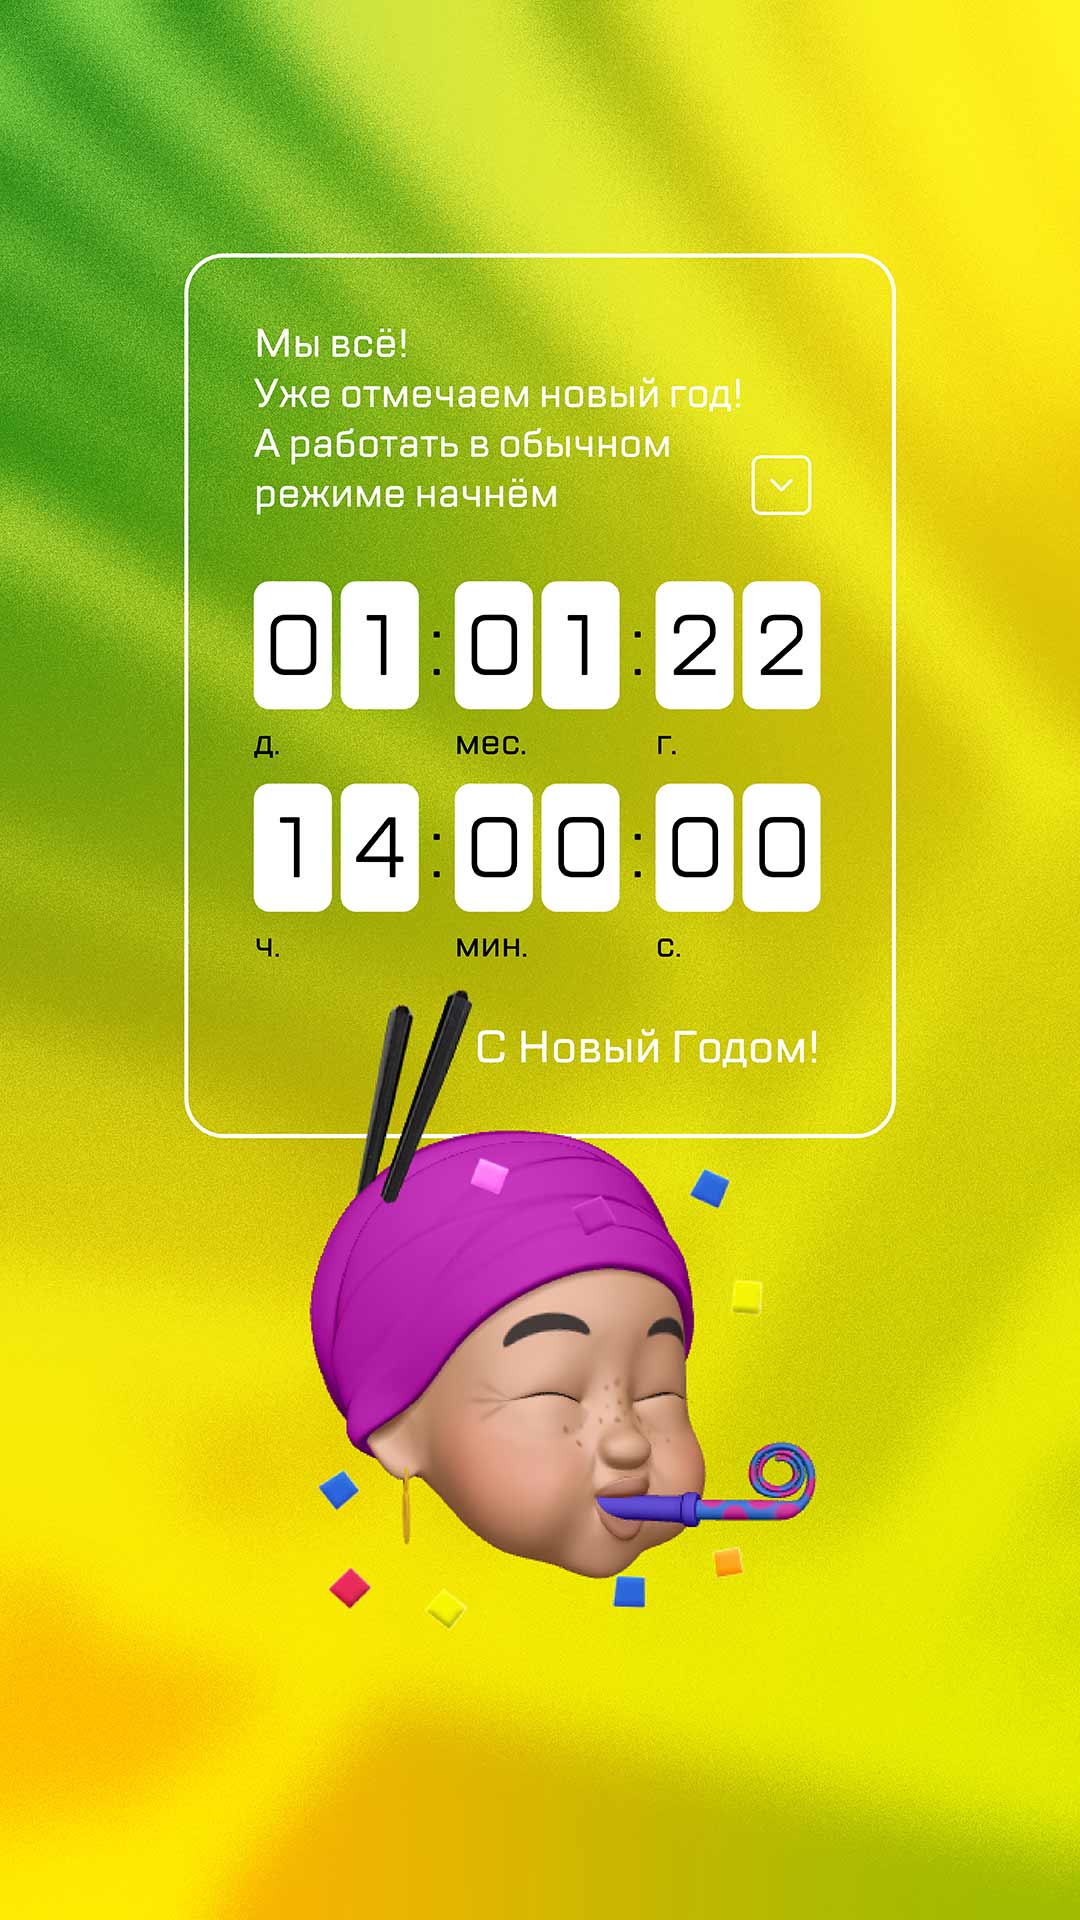 Мы всё!
Уже отмечаем новый год!
А работать в обычном
режиме начнём
01:01:22
д. мес. г.
14:00:00
ч. мин. с.
С Новый Годом!